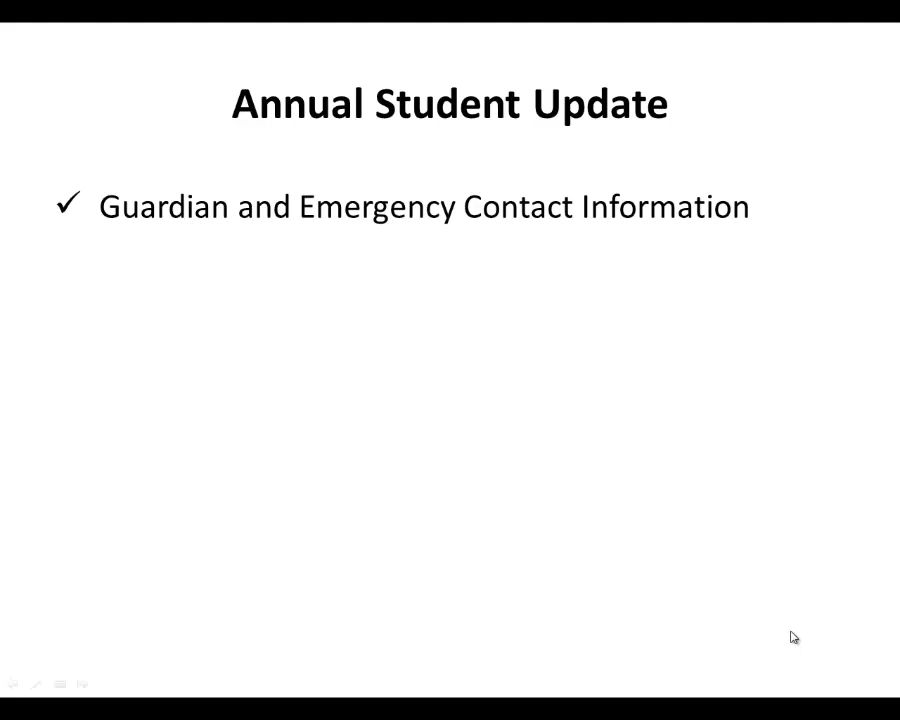 Annual Student Update
✓ Guardian and Emergency Contact Information